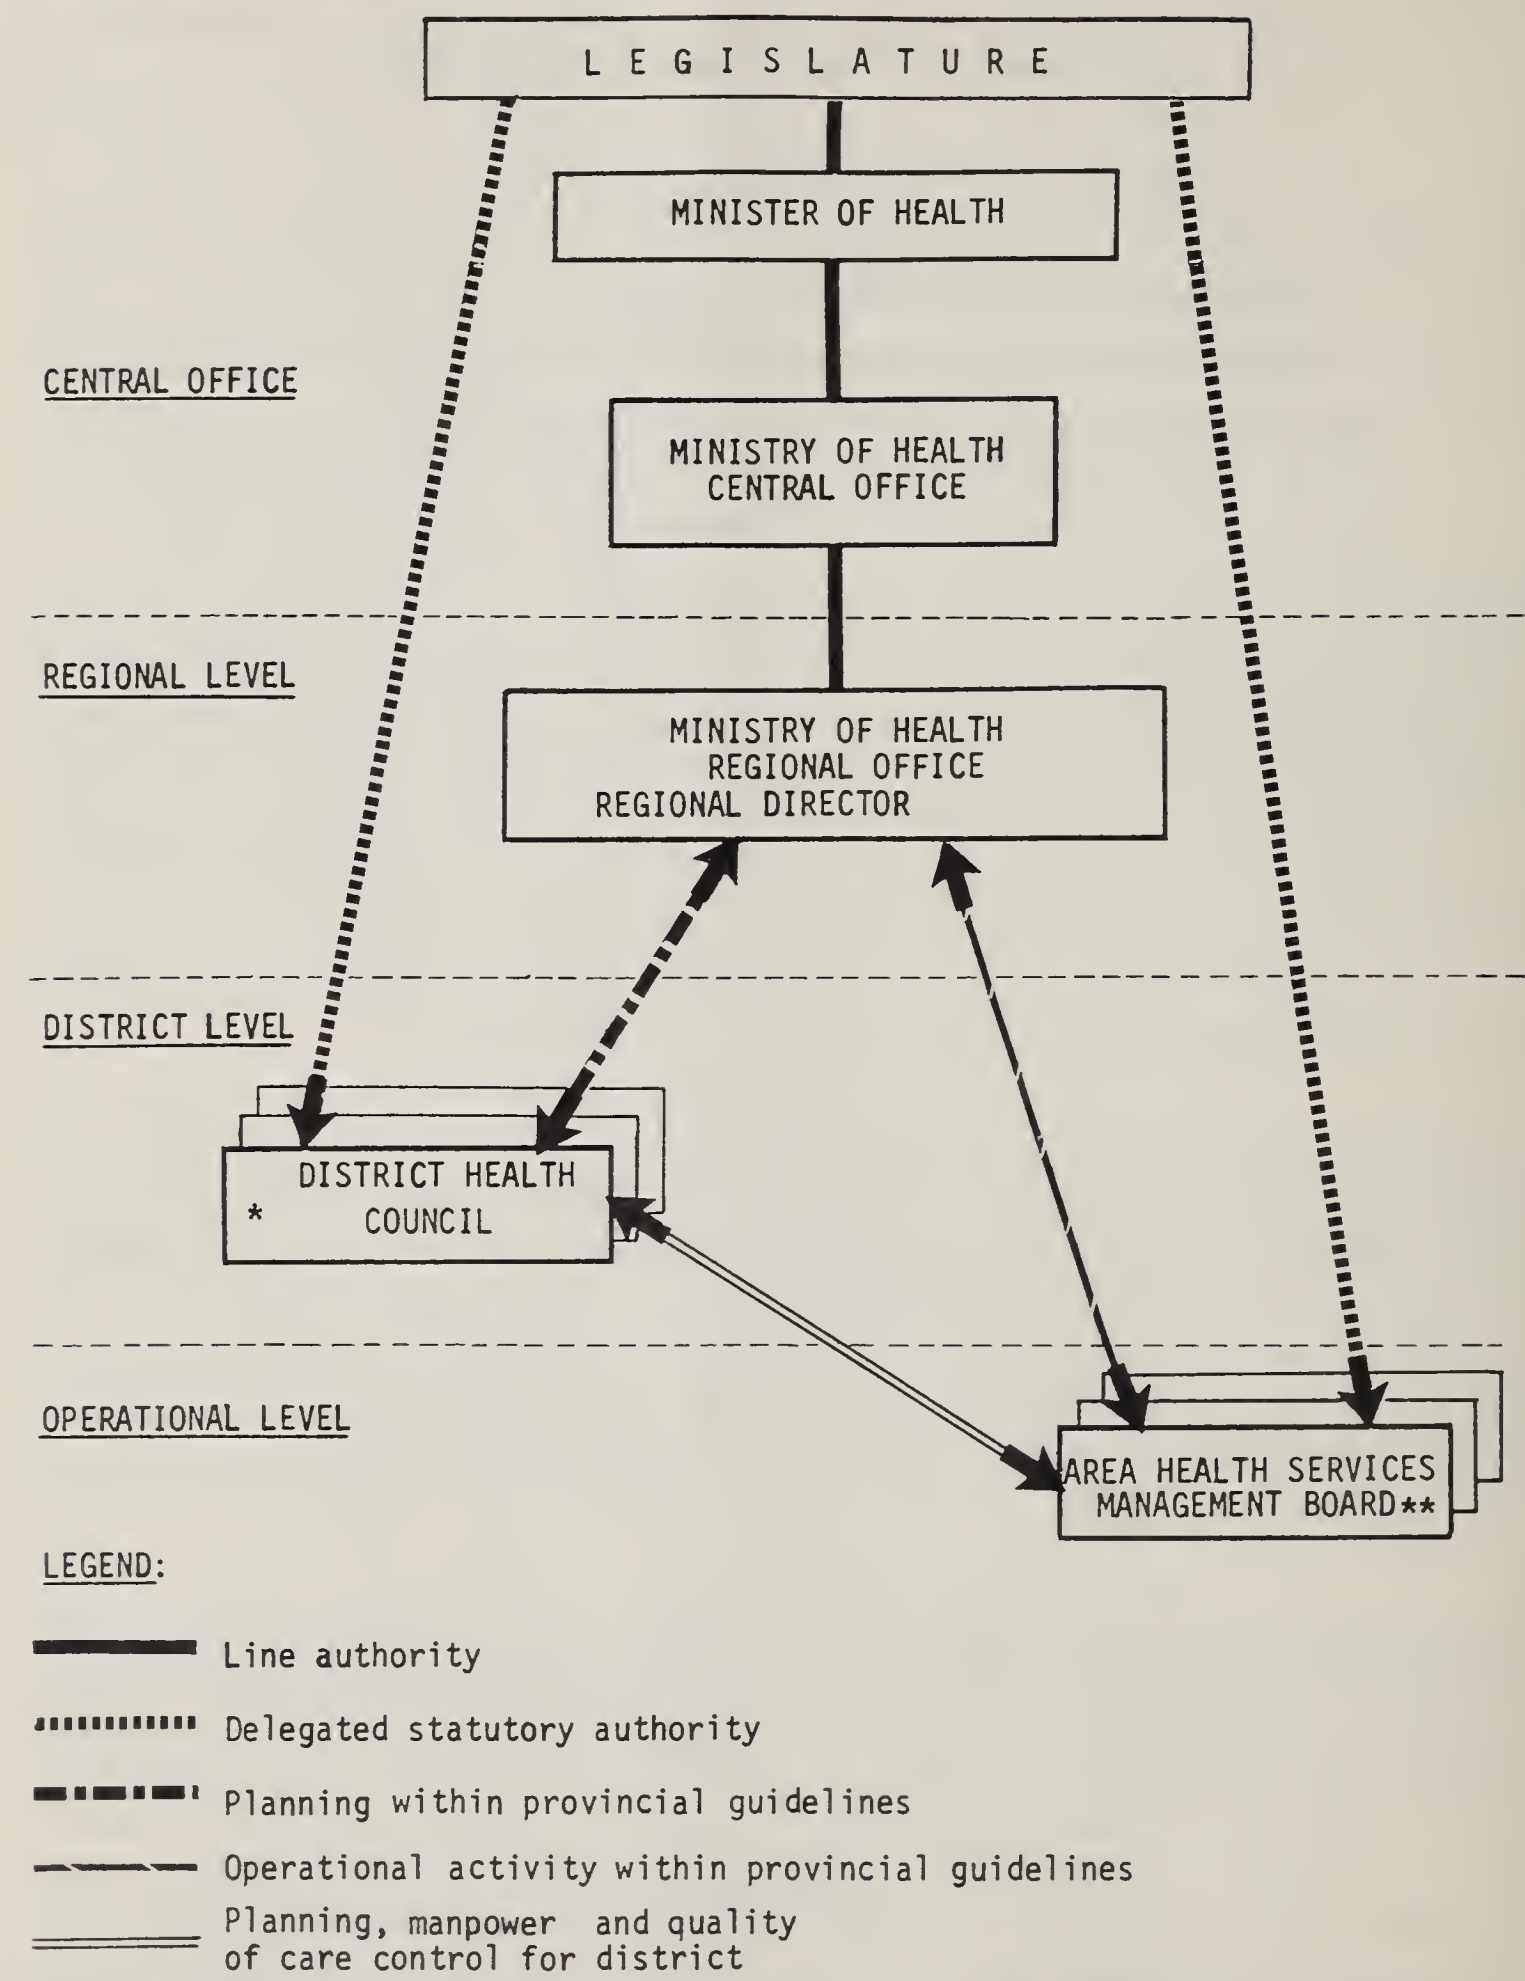 LEGISLATURE
MINISTER OF HEALTH
CENTRAL OFFICE
MINISTRY OF HEALTH
CENTRAL OFFICE
REGIONAL LEVEL
MINISTRY OF HEALTH
REGIONAL OFFICE
REGIONAL DIRECTOR
DISTRICT LEVEL
DISTRICT HEALTH
* COUNCIL
OPERATIONAL LEVEL
AREA HEALTH SERVICES
MANAGEMENT BOARD**
LEGEND:
Line authority
Delegated statutory authority
Planning within provincial guidelines
Operational activity within provincial guidelines
Planning, manpower and quality
of care control for district